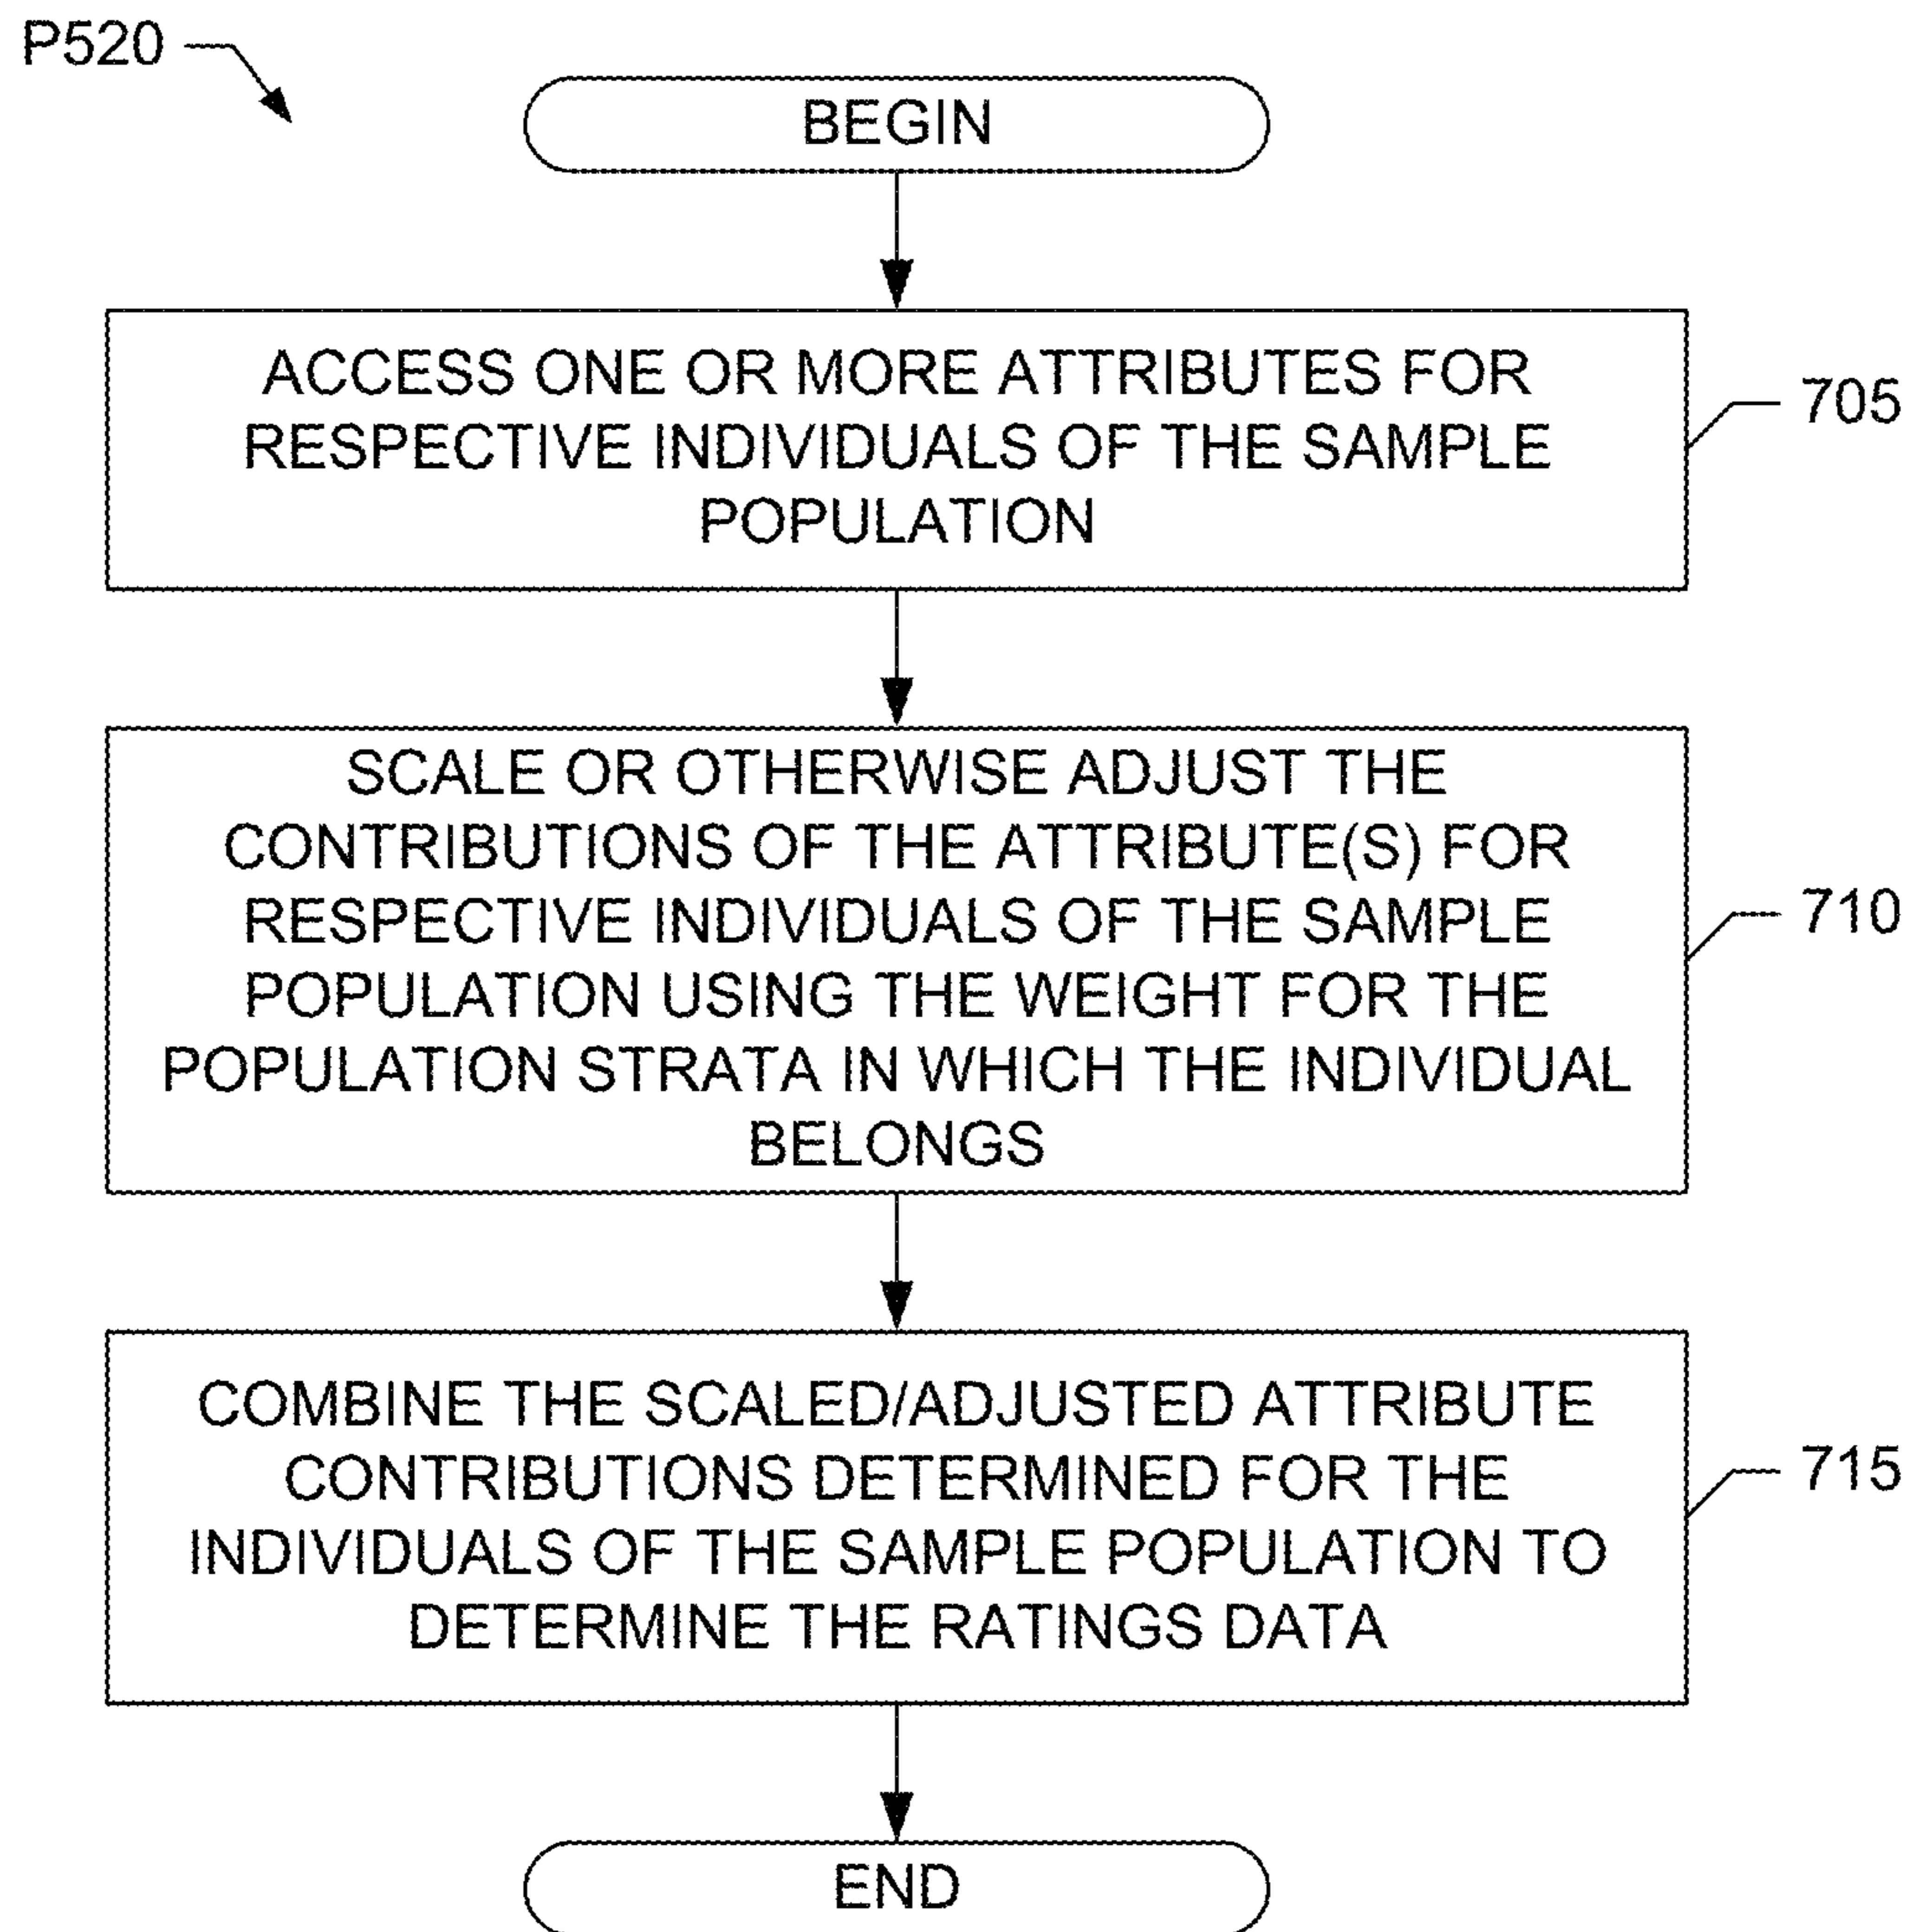 P520
BEGIN
ACCESS ONE OR MORE ATTRIBUTES FOR
RESPECTIVE INDIVIDUALS OF THE SAMPLE
POPULATION
705
SCALE OR OTHERWISE ADJUST THE
CONTRIBUTIONS OF THE ATTRIBUTE(S) FOR
RESPECTIVE INDIVIDUALS OF THE SAMPLE
POPULATION USING THE WEIGHT FOR THE
POPULATION STRATA IN WHICH THE INDIVIDUAL
BELONGS
710
COMBINE THE SCALED/ADJUSTED ATTRIBUTE
CONTRIBUTIONS DETERMINED FOR THE
INDIVIDUALS OF THE SAMPLE POPULATION TO
DETERMINE THE RATINGS DATA
715
END